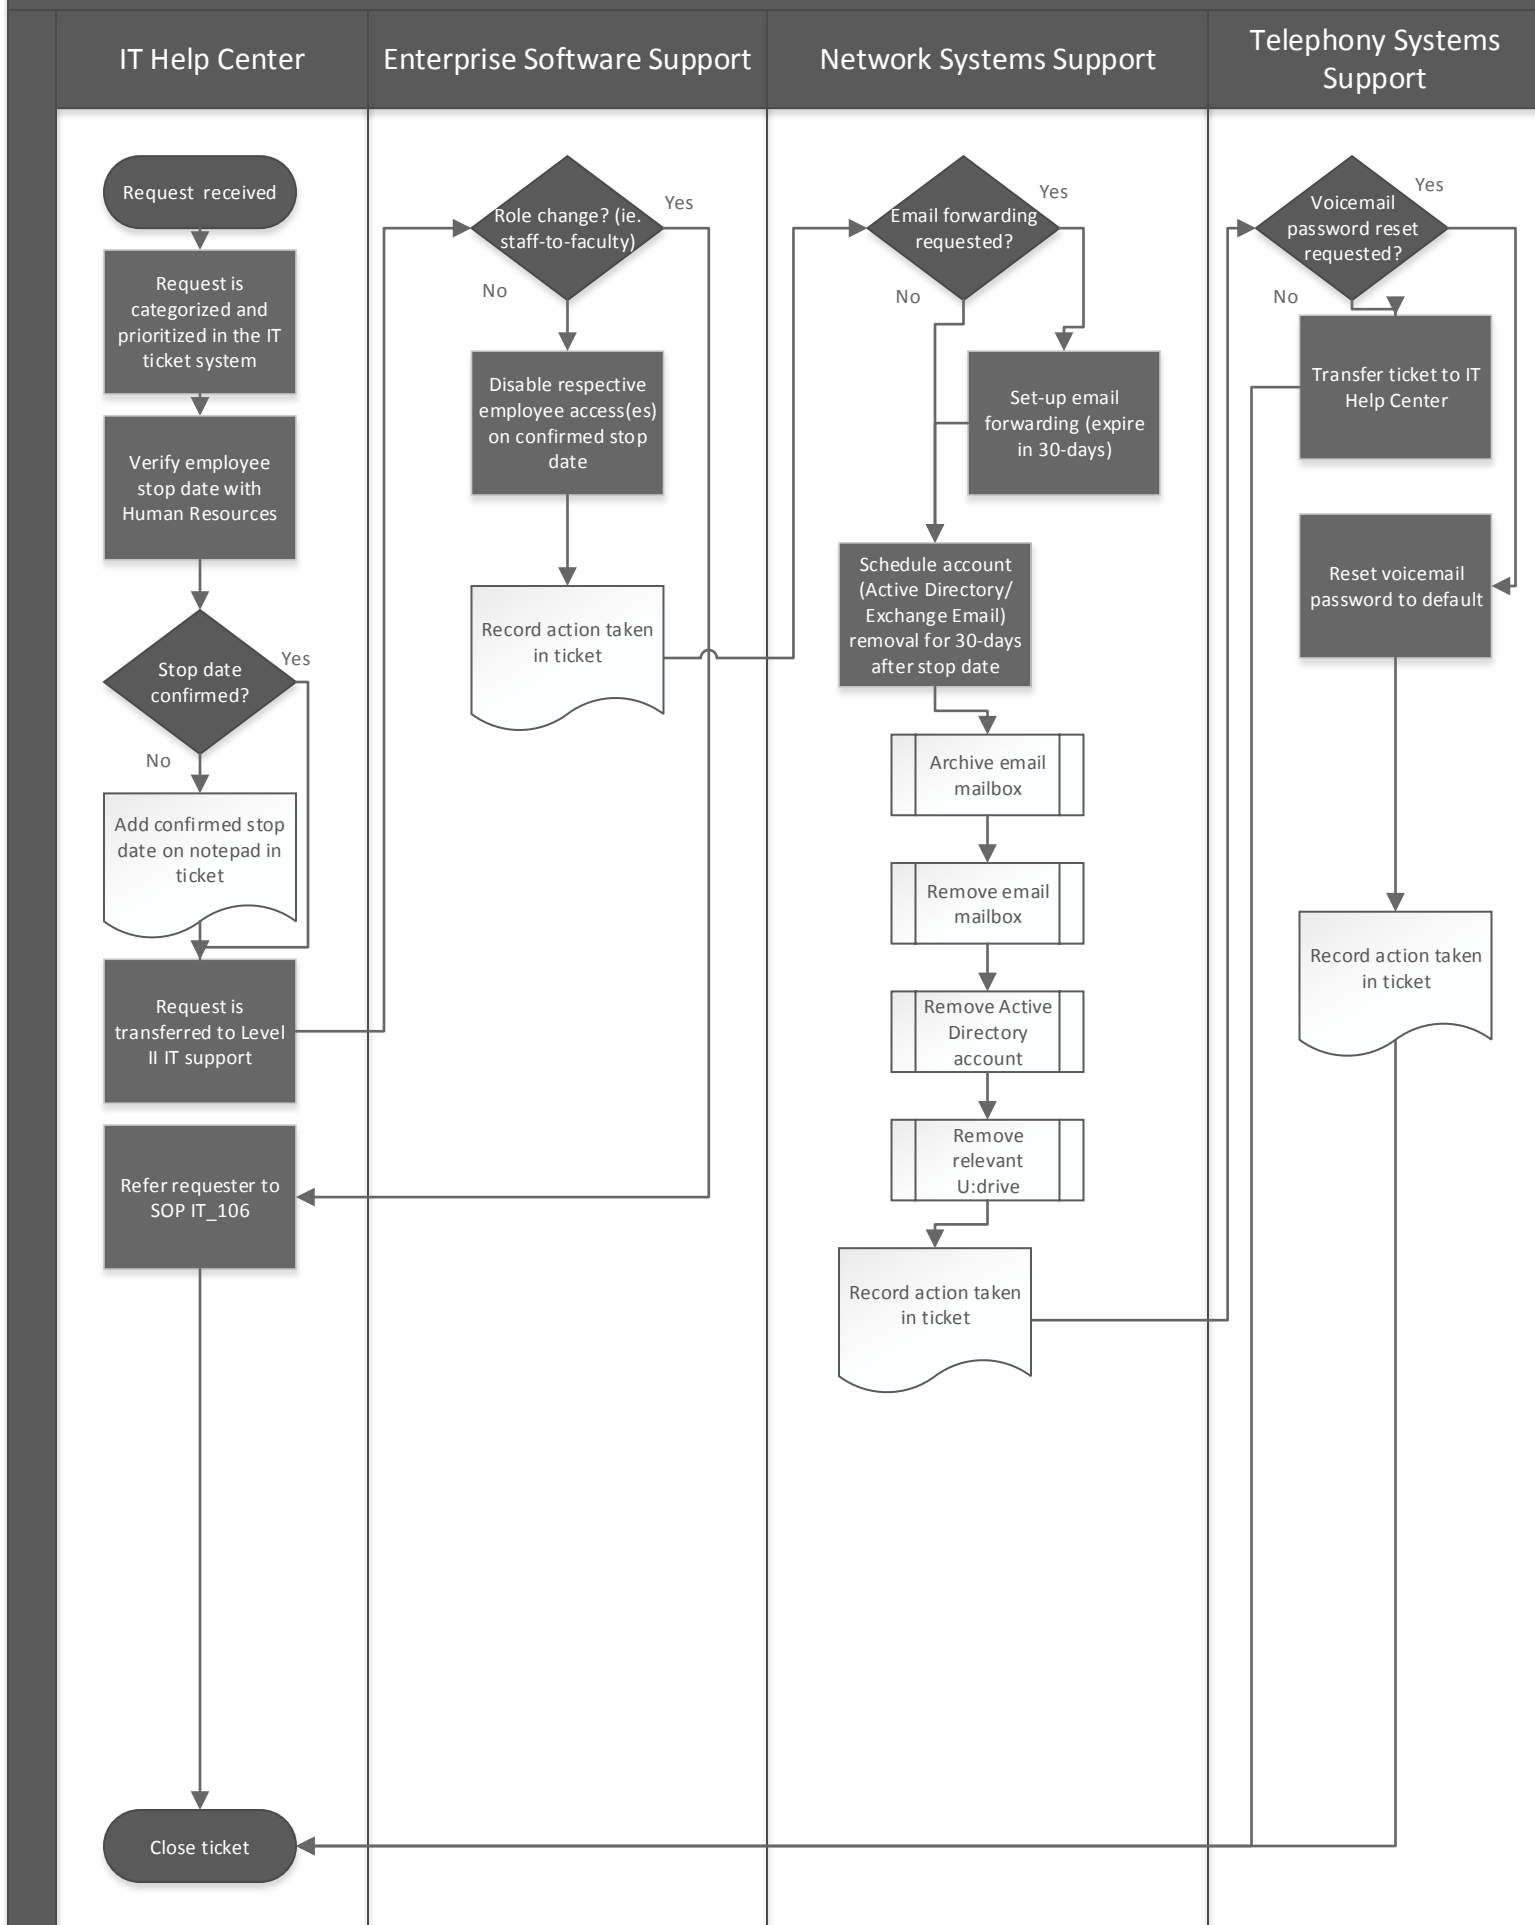 IT Help Center
Enterprise Software Support
Network Systems Support
Telephony Systems
Support
Request received
Request is
categorized and
prioritized in the IT
ticket system
Verify employee
stop date with
Human Resources
Stop date
confirmed?
Yes
No
Add confirmed stop
date on notepad in
ticket
Request is
transferred to Level
II IT support
Refer requester to
SOP IT_106
Close ticket
Role change? (ie.
staff-to-faculty)
Yes
No
Disable respective
employee access(es)
on confirmed stop
date
Record action taken
in ticket
Email forwarding
requested?
Yes
No
Set-up email
forwarding (expire
in 30-days)
Schedule account
(Active Directory/
Exchange Email)
removal for 30-days
after stop date
Archive email
mailbox
Remove email
mailbox
Remove Active
Directory
account
Remove
relevant
U:drive
Record action taken
in ticket
Voicemail
password reset
requested?
Yes
No
Transfer ticket to IT
Help Center
Reset voicemail
password to default
Record action taken
in ticket